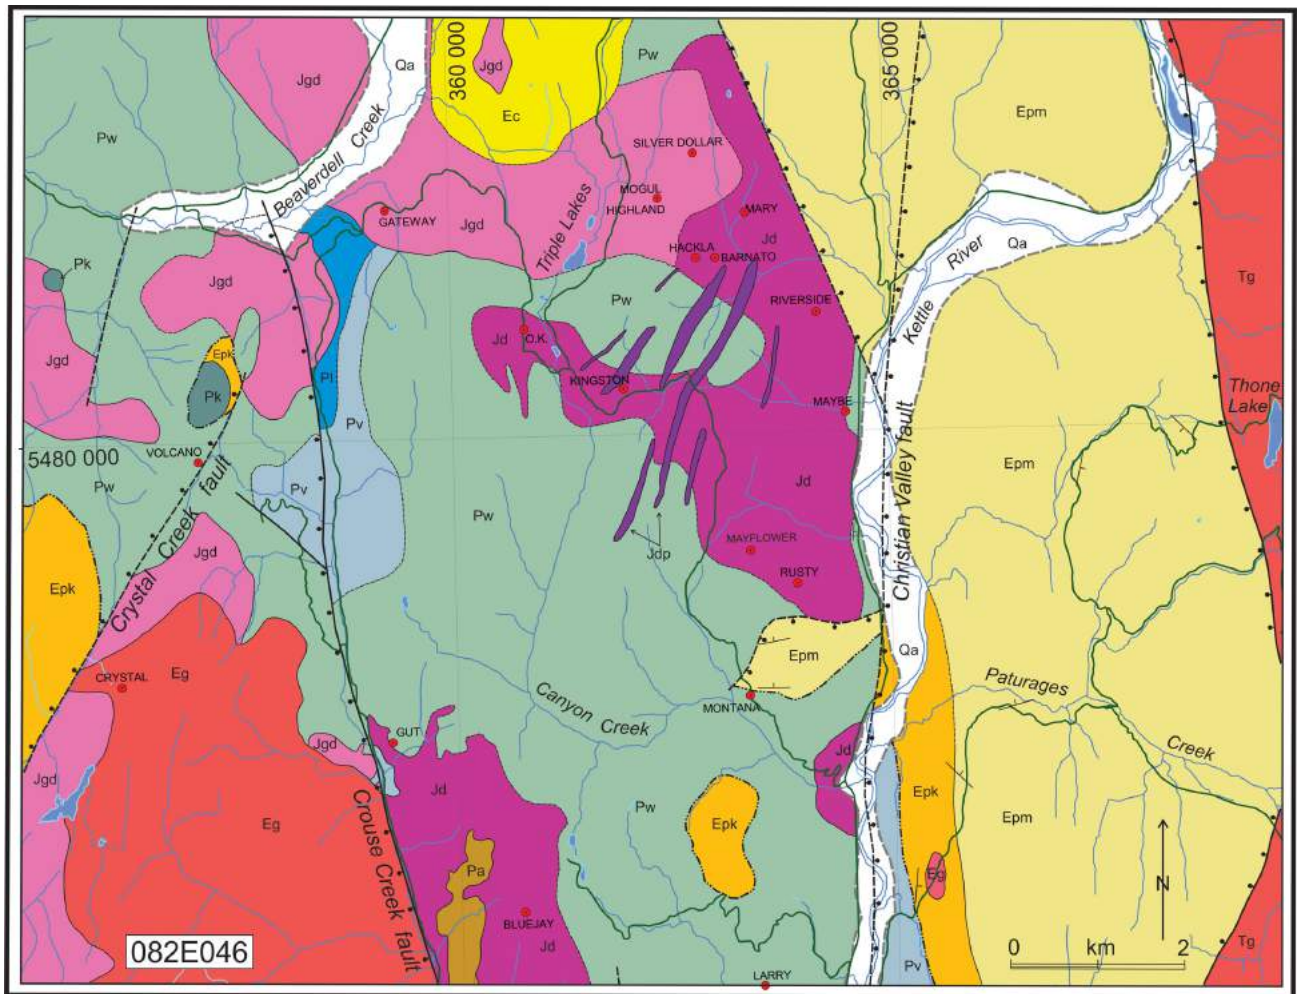 Jgd
Qa
360 000
Jgd
Pw
365 000
Ec
Epm
Pw
Beaverdell Creek
SILVER DOLLAR
MOGUL
HIGHLAND
MARY
GATEWAY
Jgd
Triple Lakes
Jd
River
Qa
HACKLA
BARNATO
Pk
Jgd
Pw
RIVERSIDE
Kettle
Tg
Jd
O.K.
Jgd
Epk
Pl
KINGSTON
Pk
Thone
Lake
MAYBE
Pv
5480 000
VOLCANO
Epm
Pw
Pv
Pw
Jd
Christian Valley fault
Jdp
MAYFLOWER
RUSTY
Jgd
Crystal Creek fault
Epk
Epm
Qa
Eg
CRYSTAL
Paturages
Creek
Canyon Creek
MONTANA
GUT
Jgd
Jd
Jgd
Jd
Eg
Pw
Epk
Epk
Epm
Crouse Creek fault
Pa
Eg
N
BLUEJAY
Jd
082E046
0 km 2
Tg
LARRY
Pv